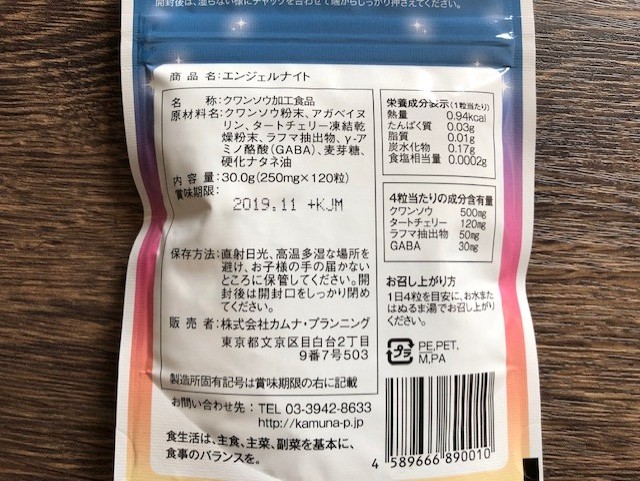 開封後は、湿らない様にチャックを合わせて端からしっかり押さえてください。
商品名：エンジェルナイト
名　称：クワンソウ加工食品
原材料名：クワンソウ粉末、アガベイヌ
リン、タートチェリー凍結乾
燥粉末、ラフマ抽出物、γ-ア
ミノ酪酸（GABA）、麦芽糖、
硬化ナタネ油
内容量：30.0g（250mg×120粒）
賞味期限：
2019.11 +KJM
保存方法：直射日光、高温多湿な場所を
避け、お子様の手の届かない
ところに保管してください。開
封後は開封口をしっかり閉め
てください。
販売者：株式会社カムナ・プランニング
東京都文京区目白台2丁目
9番7号503
製造所固有記号は賞味期限の右に記載
お問い合わせ先：TEL 03-3942-8633
http://kamuna-p.jp
食生活は、主食、主菜、副菜を基本に、
食事のバランスを。
栄養成分表示（1粒当たり）
熱量 0.94kcal
たんぱく質 0.03g
脂質 0.01g
炭水化物 0.17g
食塩相当量 0.0002g
4粒当たりの成分含有量
クワンソウ 500mg
タートチェリー 120mg
ラフマ抽出物 50mg
GABA 30mg
お召し上がり方
1日4粒を目安に、お水また
はぬるま湯でお召し上がり
ください。
プラ
PE,PET,
M,PA
4 589666 890010